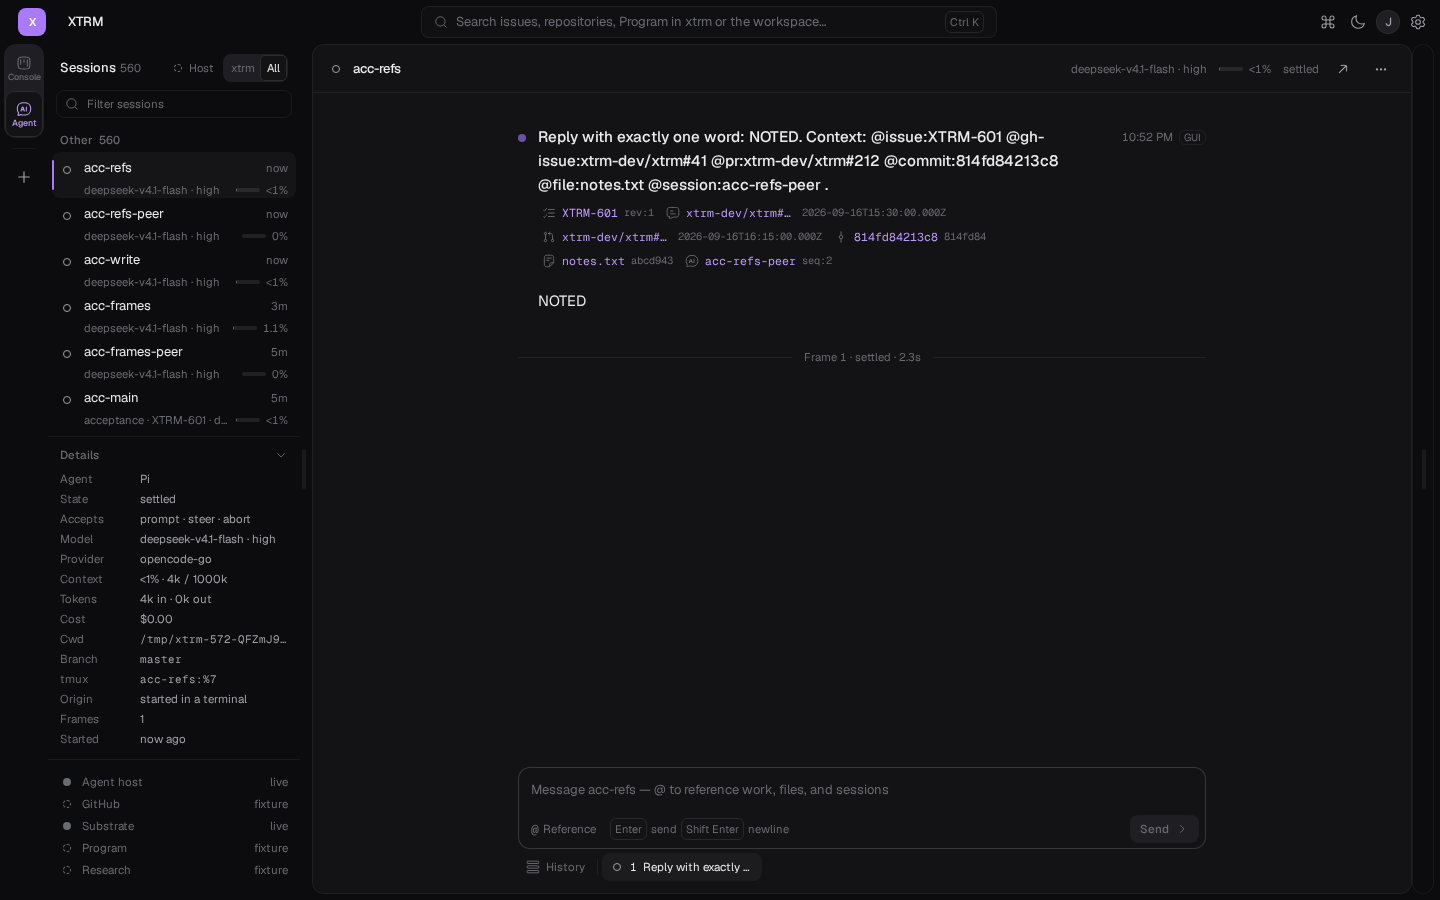 X XTRM
Search issues, repositories, Program in xtrm or the workspace... Ctrl K
J
Console
AI
Agent
Sessions 560 Host xtrm All
Filter sessions
Other 560
acc-refs now
deepseek-v4.1-flash · high <1%
acc-refs-peer now
deepseek-v4.1-flash · high 0%
acc-write now
deepseek-v4.1-flash · high <1%
acc-frames 3m
deepseek-v4.1-flash · high 1.1%
acc-frames-peer 5m
deepseek-v4.1-flash · high 0%
acc-main 5m
acceptance · XTRM-601 · d... <1%
Details
Agent Pi
State settled
Accepts prompt · steer · abort
Model deepseek-v4.1-flash · high
Provider opencode-go
Context <1% · 4k / 1000k
Tokens 4k in · 0k out
Cost $0.00
Cwd /tmp/xtrm-572-QFZmJ9...
Branch master
tmux acc-refs:%7
Origin started in a terminal
Frames 1
Started now ago
Agent host live
GitHub fixture
Substrate live
Program fixture
Research fixture
acc-refs deepseek-v4.1-flash · high <1% settled
Reply with exactly one word: NOTED. Context: @issue:XTRM-601 @gh- 10:52 PM GUI
issue:xtrm-dev/xtrm#41 @pr:xtrm-dev/xtrm#212 @commit:814fd84213c8
@file:notes.txt @session:acc-refs-peer .
XTRM-601 rev:1 xtrm-dev/xtrm#... 2026-09-16T15:30:00.000Z
xtrm-dev/xtrm#... 2026-09-16T16:15:00.000Z 814fd84213c8 814fd84
notes.txt abcd943 AI acc-refs-peer seq:2
NOTED
Frame 1 · settled · 2.3s
Message acc-refs — @ to reference work, files, and sessions
@ Reference Enter send Shift Enter newline Send
History 1 Reply with exactly ...